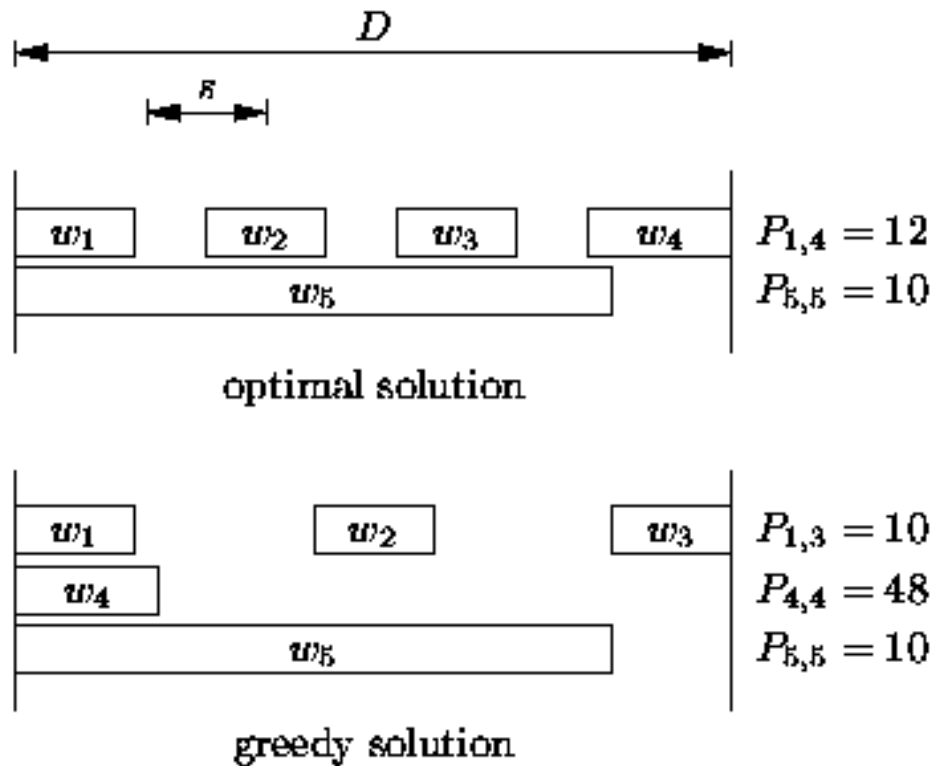 D
s
w₁ w₂ w₃ w₄ P₁,₄ = 12
w₅ P₅,₅ = 10
optimal solution
w₁ w₂ w₃ P₁,₃ = 10
w₄ P₄,₄ = 48
w₅ P₅,₅ = 10
greedy solution